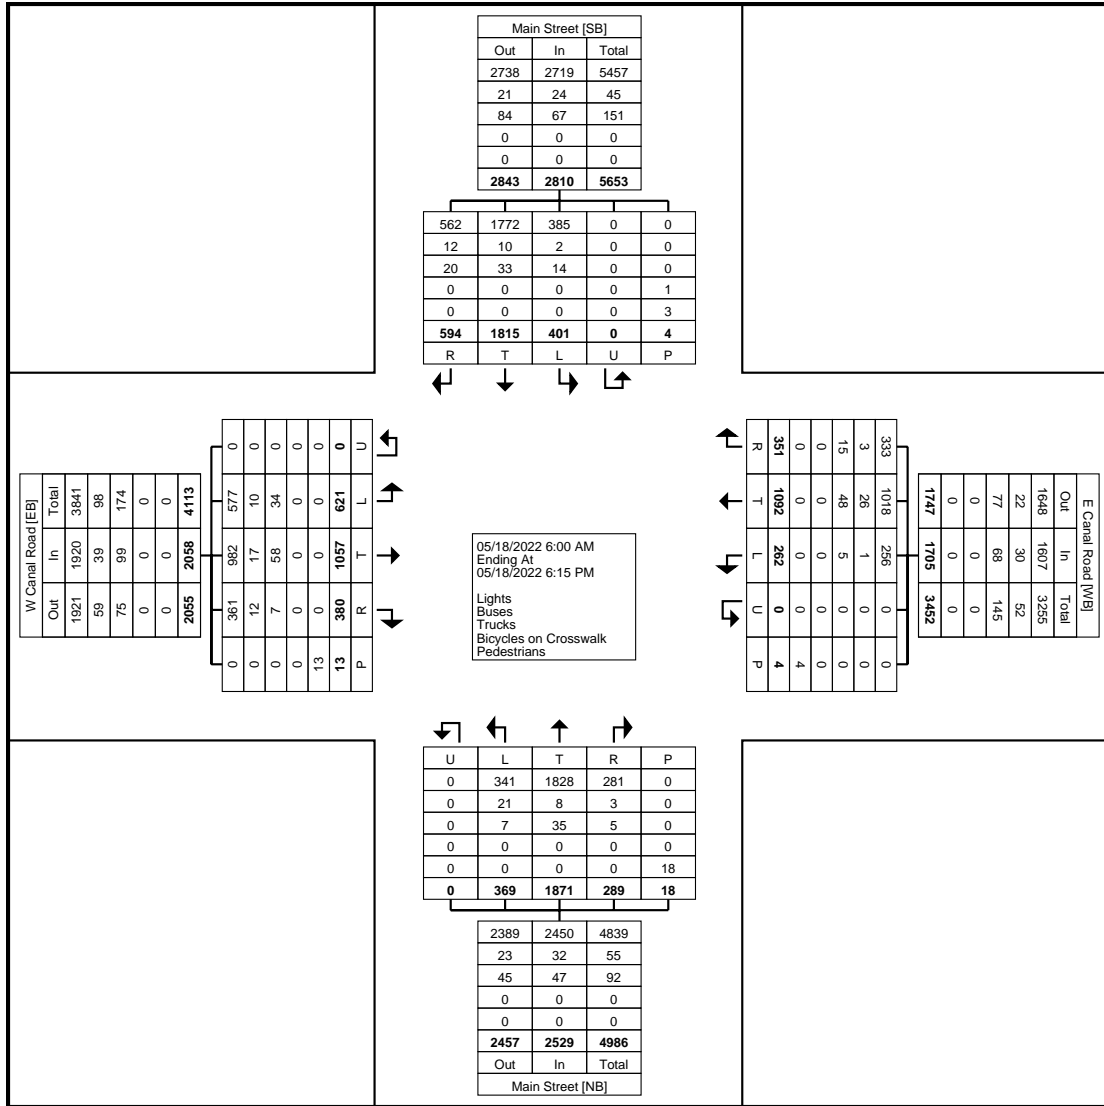 Main Street [SB]
Out In Total
2738 2719 5457
21 24 45
84 67 151
0 0 0
0 0 0
2843 2810 5653
562 1772 385 0 0
12 10 2 0 0
20 33 14 0 0
0 0 0 0 1
0 0 0 0 3
594 1815 401 0 4
R T L U P
W Canal Road [EB]
Total 3841 98 174 0 0 4113
In 1920 39 99 0 0 2058
Out 1921 59 75 0 0 2055
0 0 0 0 0 0 U
577 10 34 0 0 621 L
982 17 58 0 0 1057 T
361 12 7 0 0 380 R
0 0 0 0 13 13 P
05/18/2022 6:00 AM
Ending At
05/18/2022 6:15 PM
Lights
Buses
Trucks
Bicycles on Crosswalk
Pedestrians
R 351 0 0 15 3 333
T 1092 0 0 48 26 1018
L 262 0 0 5 1 256
U 0 0 0 0 0 0
P 4 4 0 0 0 0
E Canal Road [WB]
Out In Total
1648 1607 3255
22 30 52
77 68 145
0 0 0
0 0 0
1747 1705 3452
U L T R P
0 341 1828 281 0
0 21 8 3 0
0 7 35 5 0
0 0 0 0 0
0 0 0 0 18
0 369 1871 289 18
2389 2450 4839
23 32 55
45 47 92
0 0 0
0 0 0
2457 2529 4986
Out In Total
Main Street [NB]